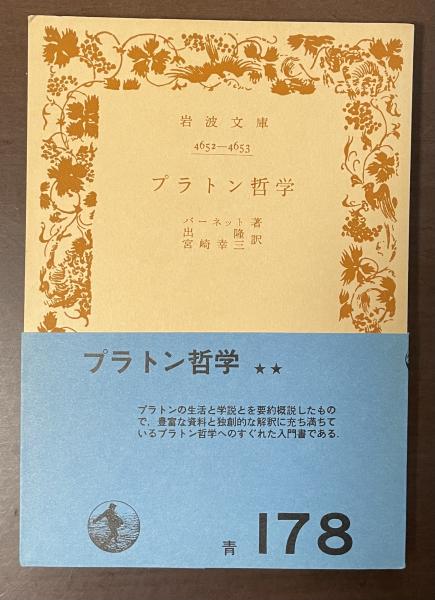 岩波文庫
4652—4653
プラトン哲学
バーネット著
出隆
宮崎幸三訳
プラトン哲学 ★★
プラトンの生活と学説とを要約概説したもの
で，豊富な資料と独創的な解釈に充ち満ちて
いるプラトン哲学へのすぐれた入門書である．
青 178